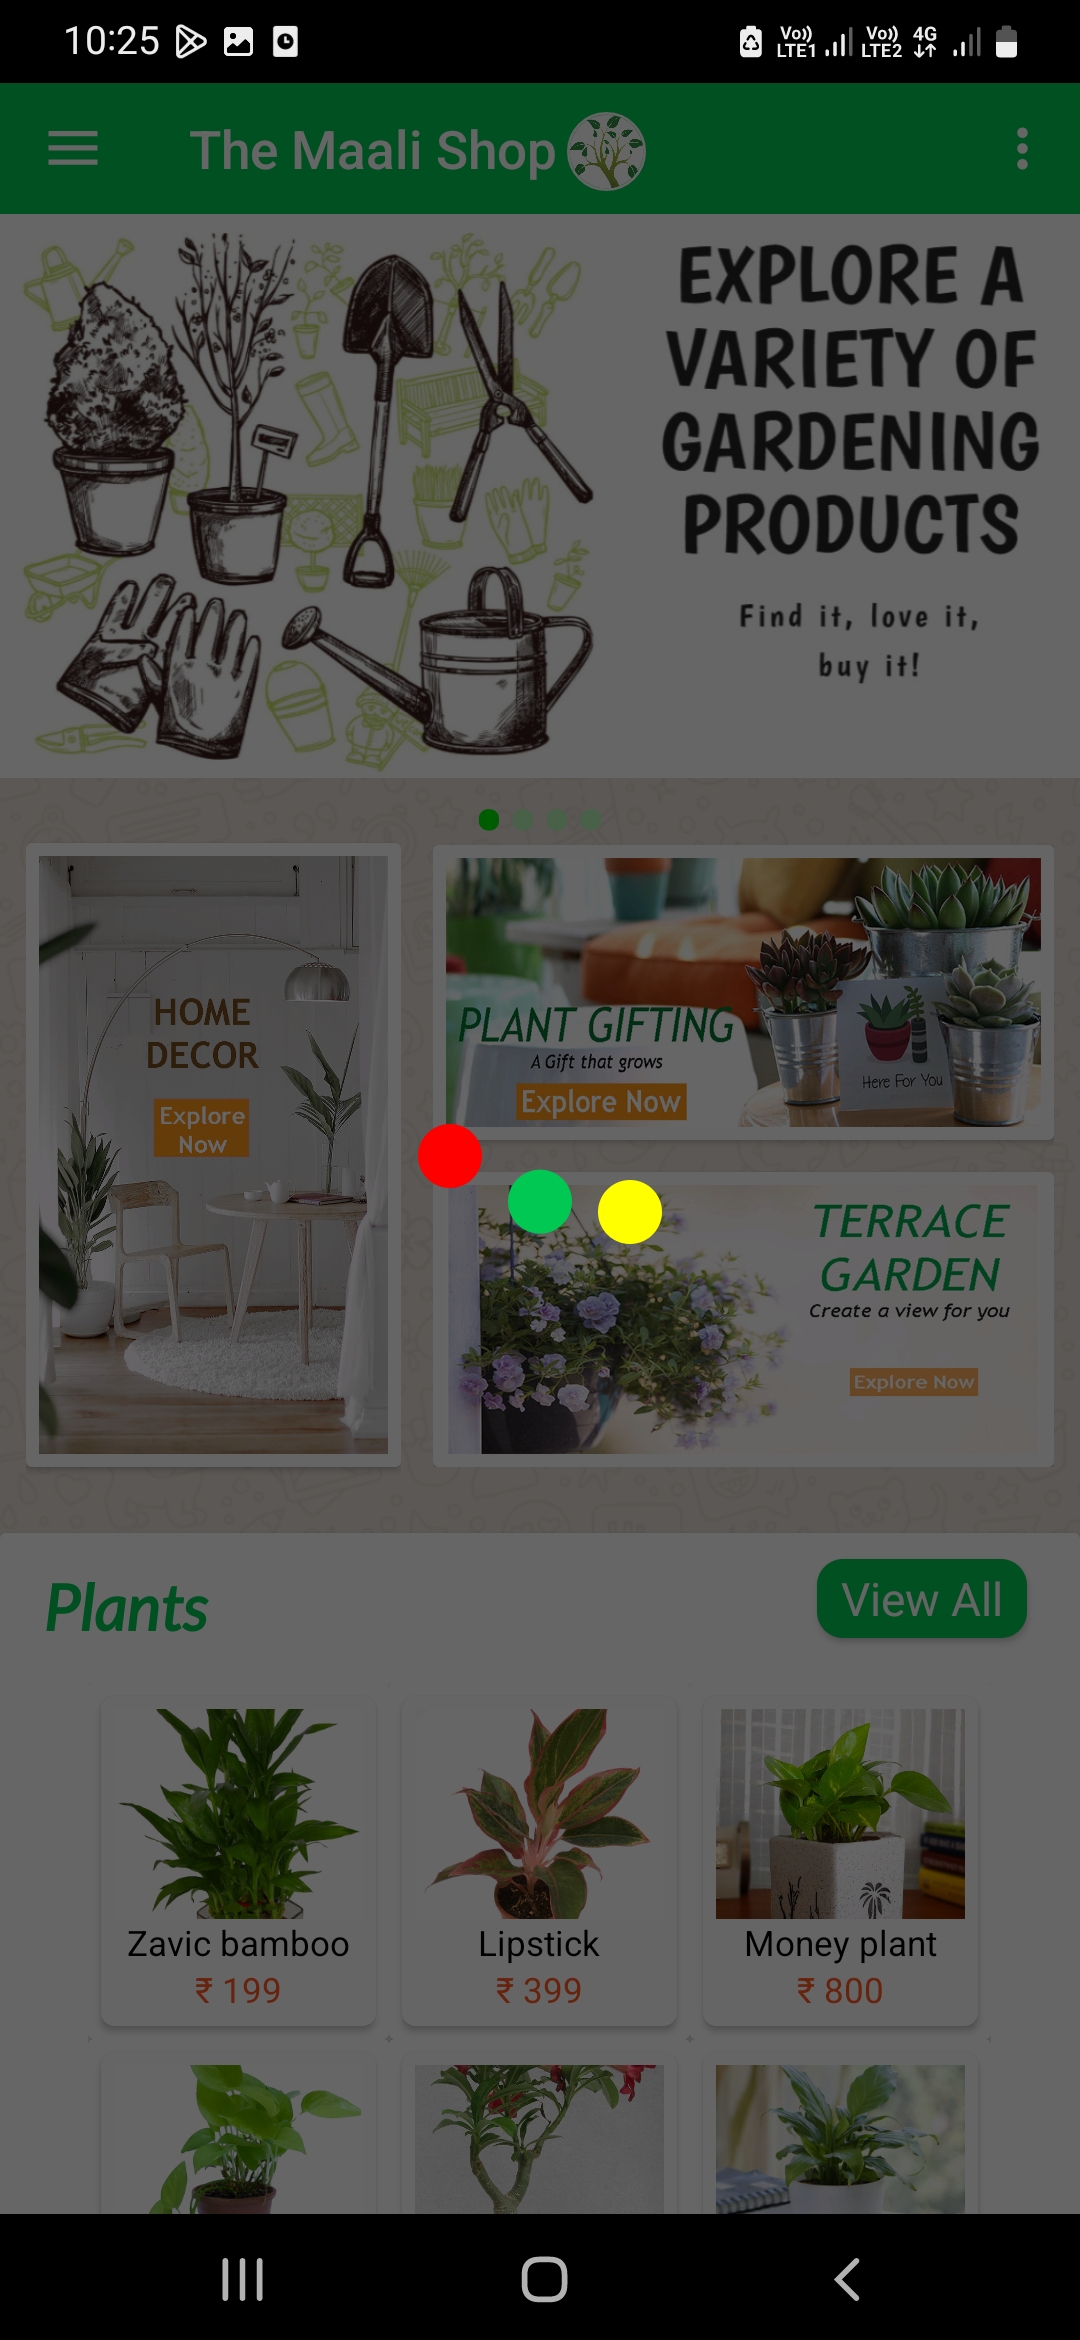 10:25
Vo)) LTE1 Vo)) LTE2 4G
The Maali Shop
EXPLORE A
VARIETY OF
GARDENING
PRODUCTS
Find it, love it,
buy it!
HOME
DECOR
Explore
Now
PLANT GIFTING
A Gift that grows
Explore Now
Here For You
TERRACE
GARDEN
Create a view for you
Explore Now
Plants
View All
Zavic bamboo
₹ 199
Lipstick
₹ 399
Money plant
₹ 800